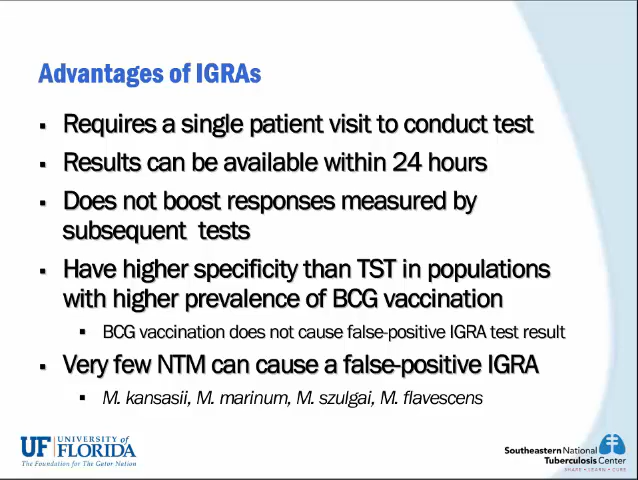 Advantages of IGRAs
▪ Requires a single patient visit to conduct test
▪ Results can be available within 24 hours
▪ Does not boost responses measured by
subsequent tests
▪ Have higher specificity than TST in populations
with higher prevalence of BCG vaccination
▪ BCG vaccination does not cause false-positive IGRA test result
▪ Very few NTM can cause a false-positive IGRA
▪ M. kansasii, M. marinum, M. szulgai, M. flavescens
UF UNIVERSITY of
FLORIDA
The Foundation for The Gator Nation
Southeastern National
Tuberculosis Center
SHARE • LEARN • CURE